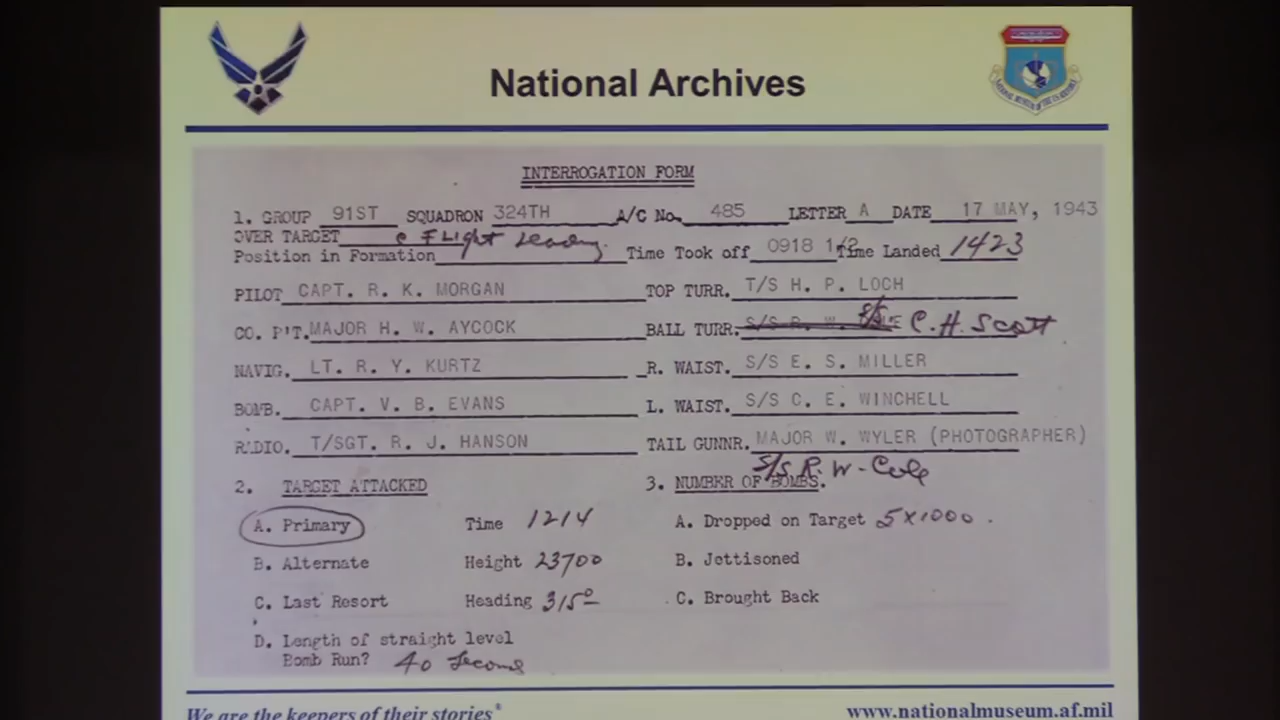 National Archives
INTERROGATION FORM
1. GROUP 91ST SQUADRON 324TH A/C No. 485 LETTER A DATE 17 MAY, 1943
OVER TARGET
Position in Formation Flight Leading Time Took off 0918 1/2 Time Landed 1423
PILOT CAPT. R. K. MORGAN TOP TURR. T/S H. P. LOCH
CO. PIT. MAJOR H. W. AYCOCK BALL TURR. S/S R. W. S/S C. H. Scott
NAVIG. LT. R. Y. KURTZ R. WAIST. S/S E. S. MILLER
BOMB. CAPT. V. B. EVANS L. WAIST. S/S C. E. WINCHELL
RADIO. T/SGT. R. J. HANSON TAIL GUNNR. MAJOR W. WYLER (PHOTOGRAPHER)
S/S R. W. Cole
2. TARGET ATTACKED 3. NUMBER OF BOMBS.
A. Primary Time 1214 A. Dropped on Target 5X1000.
B. Alternate Height 23700 B. Jettisoned
C. Last Resort Heading 315° C. Brought Back
D. Length of straight level
Bomb Run? 40 Second
We are the keepers of their stories®
www.nationalmuseum.af.mil